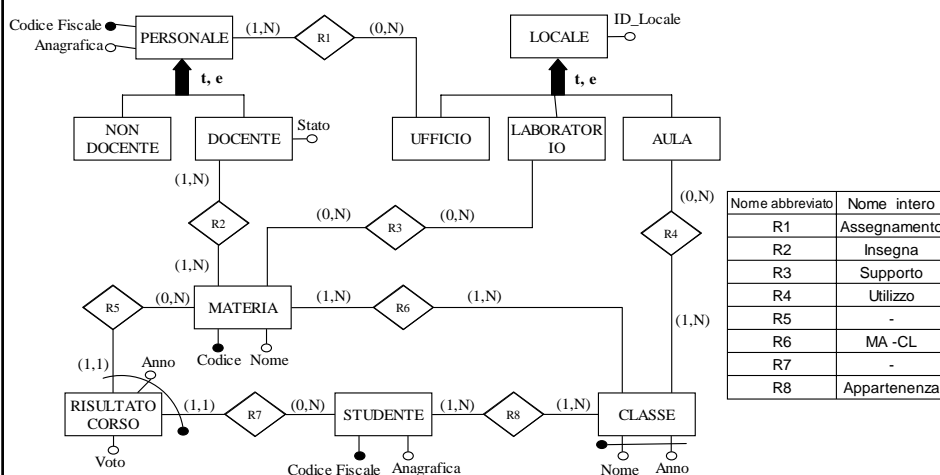 ID_Locale
Codice Fiscale
Anagrafica
PERSONALE
(1,N)
R1
(0,N)
LOCALE
t, e
t, e
NON
DOCENTE
DOCENTE
Stato
UFFICIO
LABORATOR
IO
AULA
(1,N)
R2
(1,N)
(0,N)
R3
(0,N)
(0,N)
R4
(1,N)
Nome abbreviato Nome intero
R1 Assegnamento
R2 Insegna
R3 Supporto
R4 Utilizzo
R5 -
R6 MA -CL
R7 -
R8 Appartenenza
R5
(0,N)
MATERIA
(1,N)
R6
(1,N)
Codice
Nome
(1,1)
Anno
RISULTATO
CORSO
(1,1)
R7
(0,N)
STUDENTE
(1,N)
R8
(1,N)
CLASSE
Voto
Codice Fiscale
Anagrafica
Nome
Anno